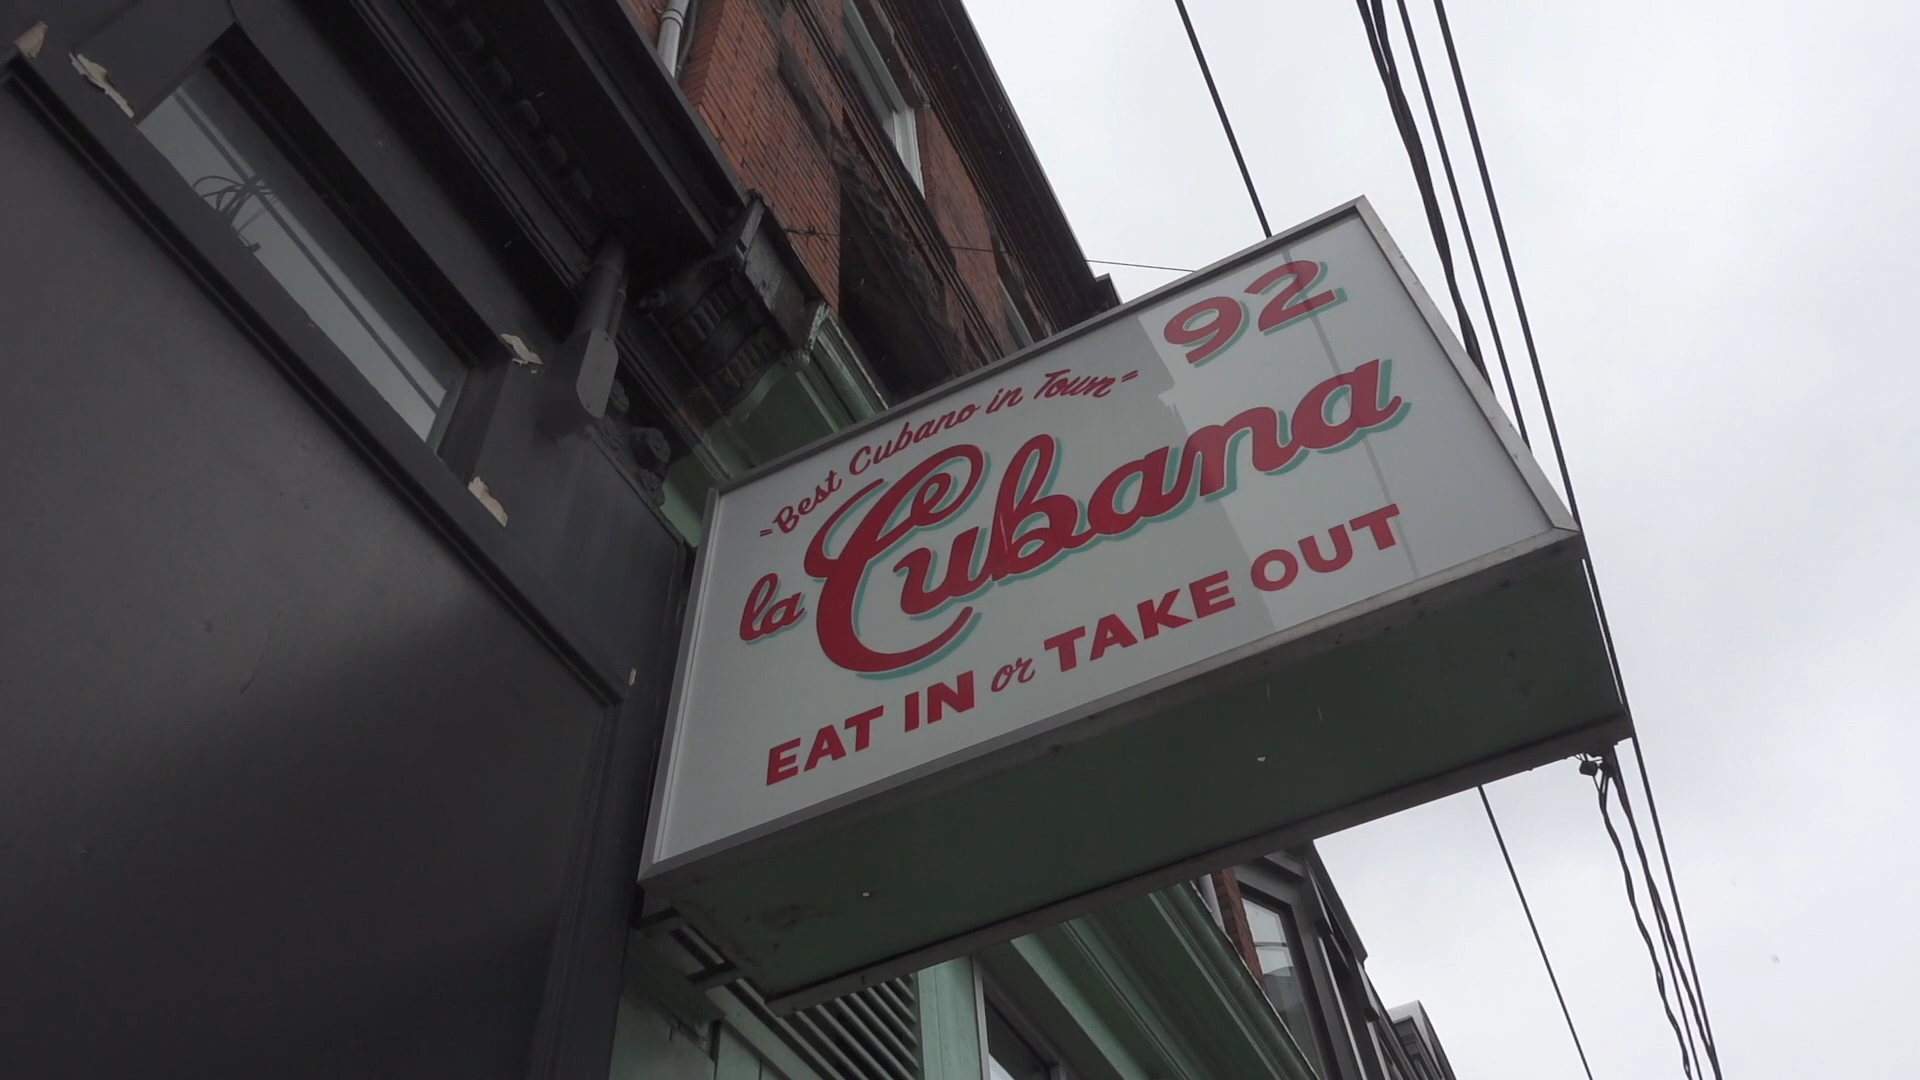 92
"Best Cubano in Town"
la Cubana
EAT IN or TAKE OUT